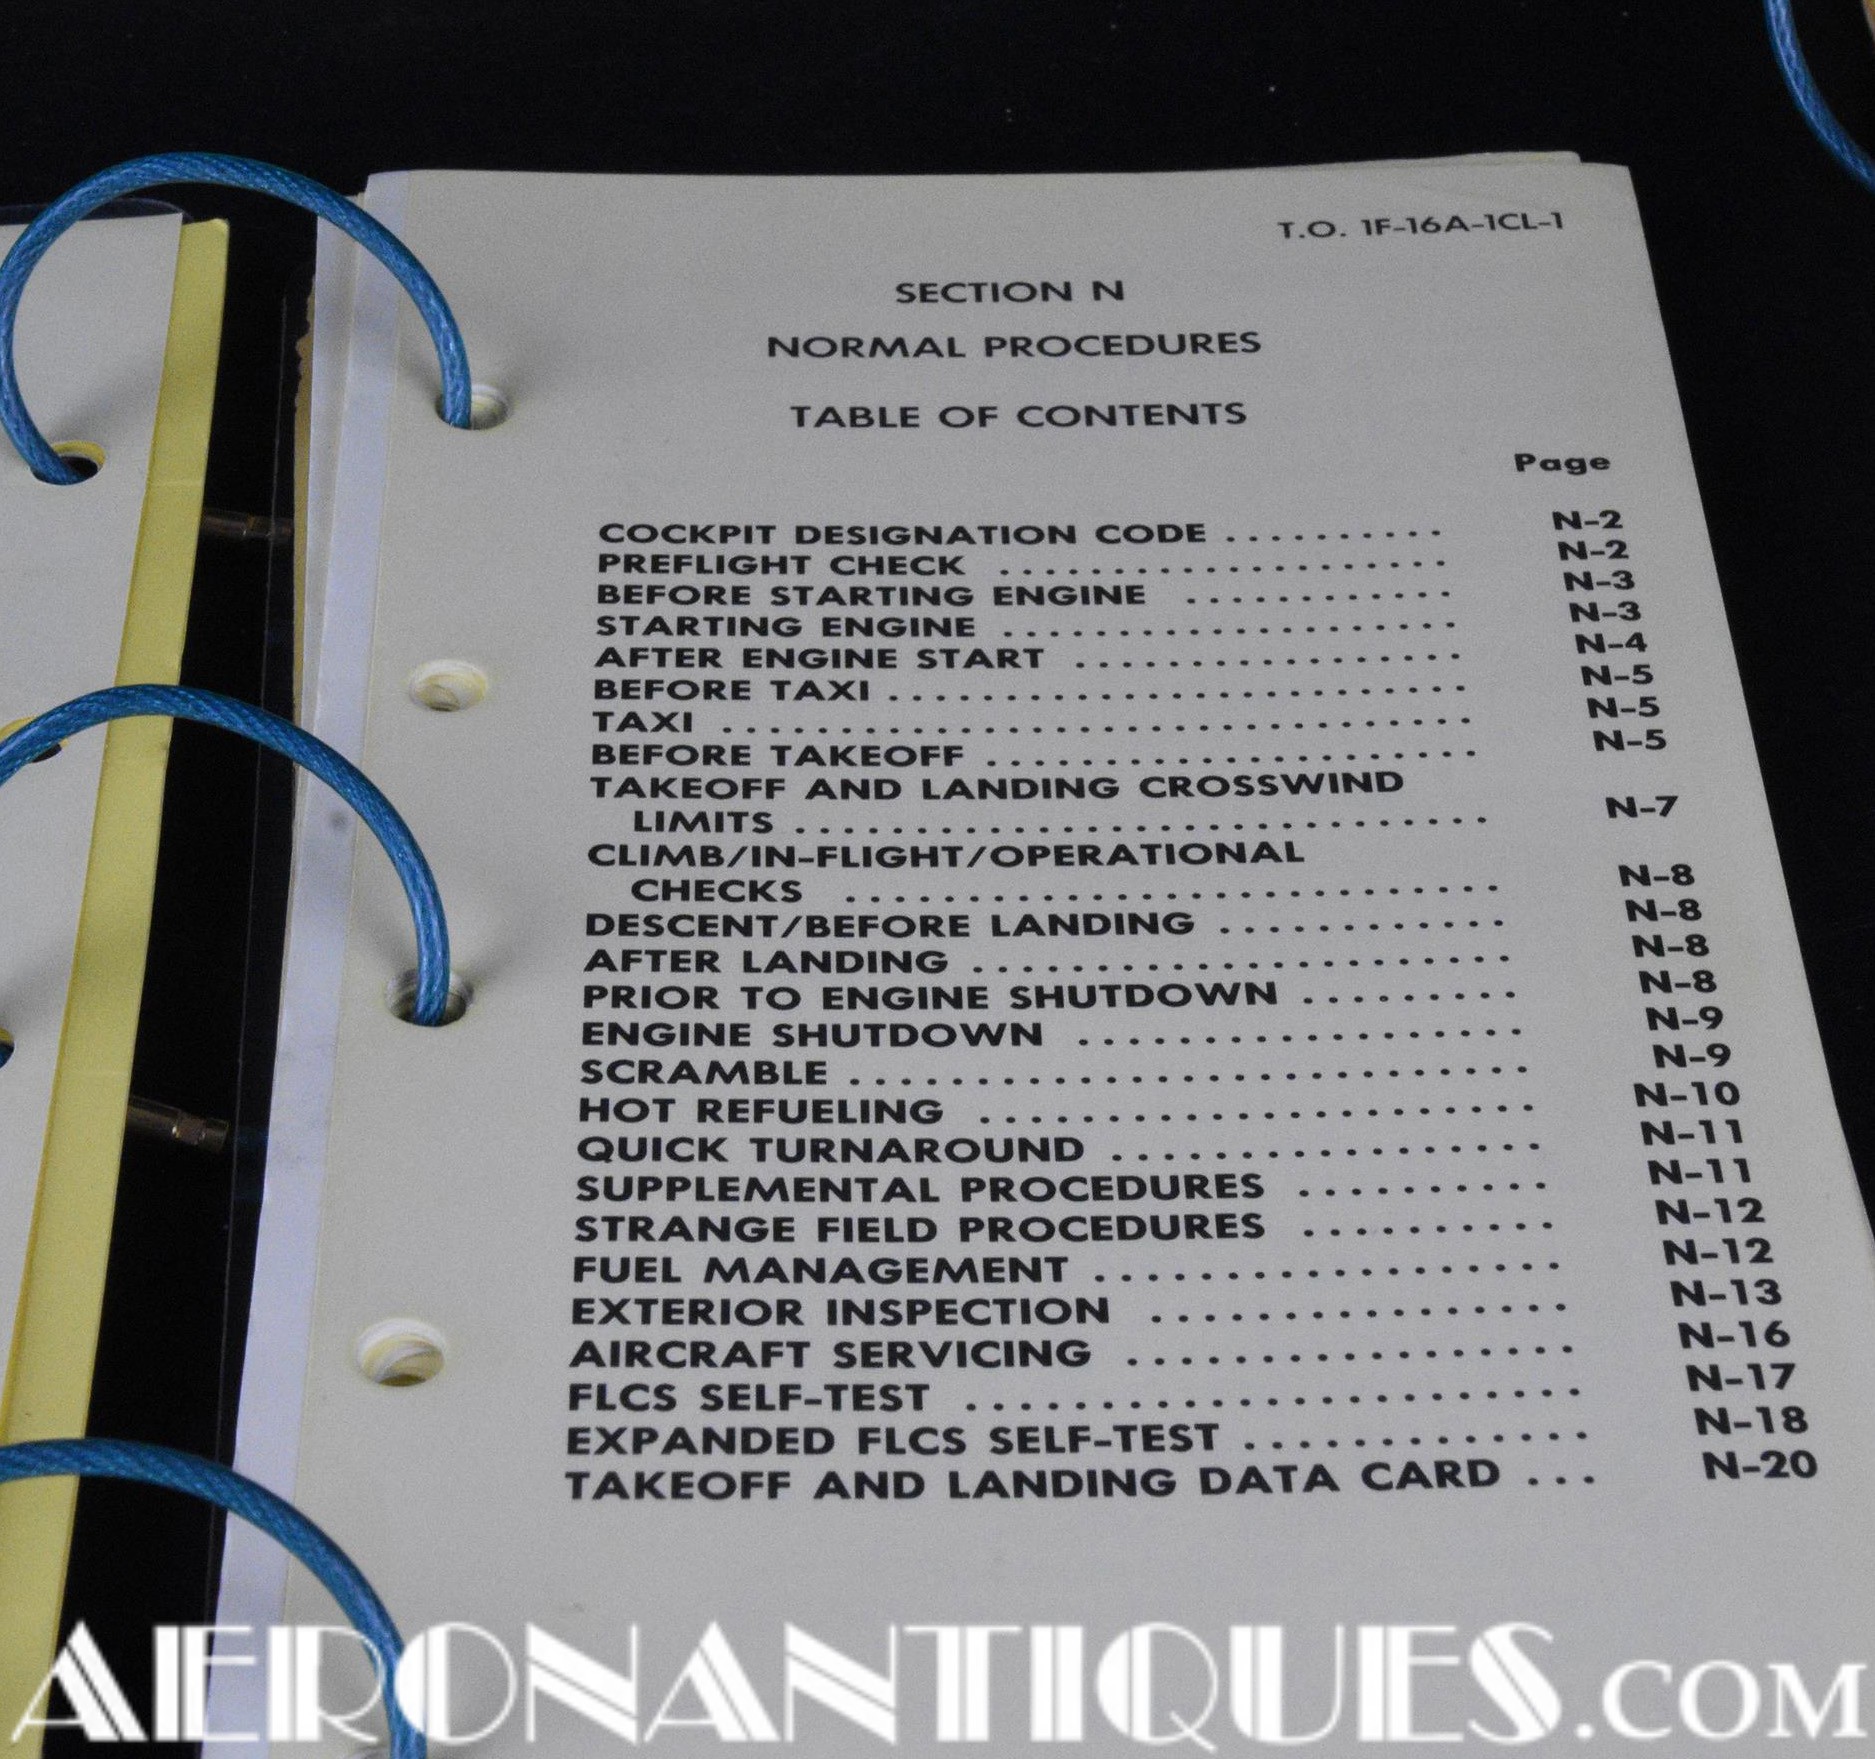 T.O. 1F-16A-1CL-1
SECTION N
NORMAL PROCEDURES
TABLE OF CONTENTS
Page
COCKPIT DESIGNATION CODE .......... N-2
PREFLIGHT CHECK .................... N-2
BEFORE STARTING ENGINE ............ N-3
STARTING ENGINE .................... N-3
AFTER ENGINE START ................. N-4
BEFORE TAXI ......................... N-5
TAXI ................................ N-5
BEFORE TAKEOFF ..................... N-5
TAKEOFF AND LANDING CROSSWIND
LIMITS ............................. N-7
CLIMB/IN-FLIGHT/OPERATIONAL
CHECKS ........................... N-8
DESCENT/BEFORE LANDING ............ N-8
AFTER LANDING ...................... N-8
PRIOR TO ENGINE SHUTDOWN ......... N-8
ENGINE SHUTDOWN .................. N-9
SCRAMBLE ........................... N-9
HOT REFUELING ...................... N-10
QUICK TURNAROUND ................. N-11
SUPPLEMENTAL PROCEDURES .......... N-11
STRANGE FIELD PROCEDURES .......... N-12
FUEL MANAGEMENT .................. N-12
EXTERIOR INSPECTION ................ N-13
AIRCRAFT SERVICING ................. N-16
FLCS SELF-TEST ....................... N-17
EXPANDED FLCS SELF-TEST ............. N-18
TAKEOFF AND LANDING DATA CARD ... N-20
AERONANTIQUES.COM